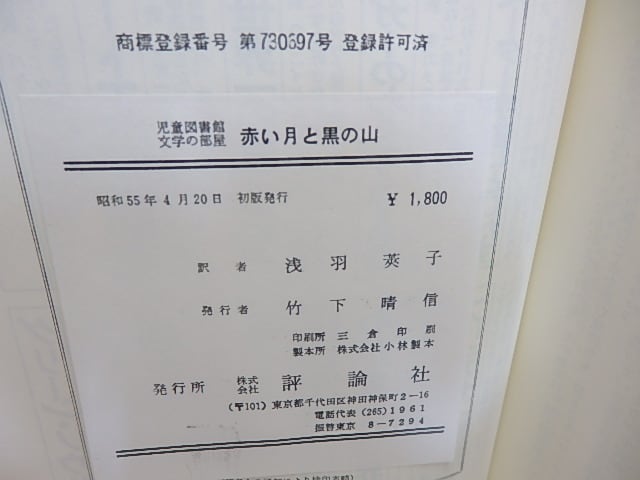 商標登録番号 第730697号 登録許可済
児童図書館
文学の部屋 赤い月と黒の山
昭和55年4月20日 初版発行 ¥ 1,800
訳者 浅羽莢子
発行者 竹下晴信
印刷所 三倉印刷
製本所 株式会社小林製本
発行所 株式会社 評論社
(〒101) 東京都千代田区神田神保町2-16
電話代表 (265) 1961
振替東京 8-7294